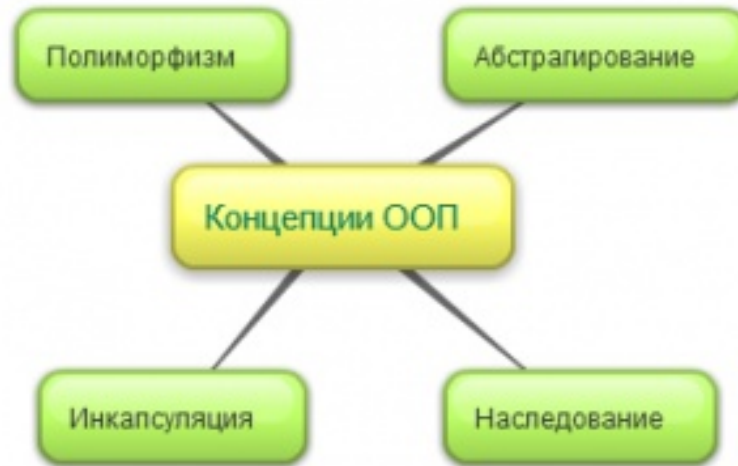 Полиморфизм
Абстрагирование
Концепции ООП
Инкапсуляция
Наследование